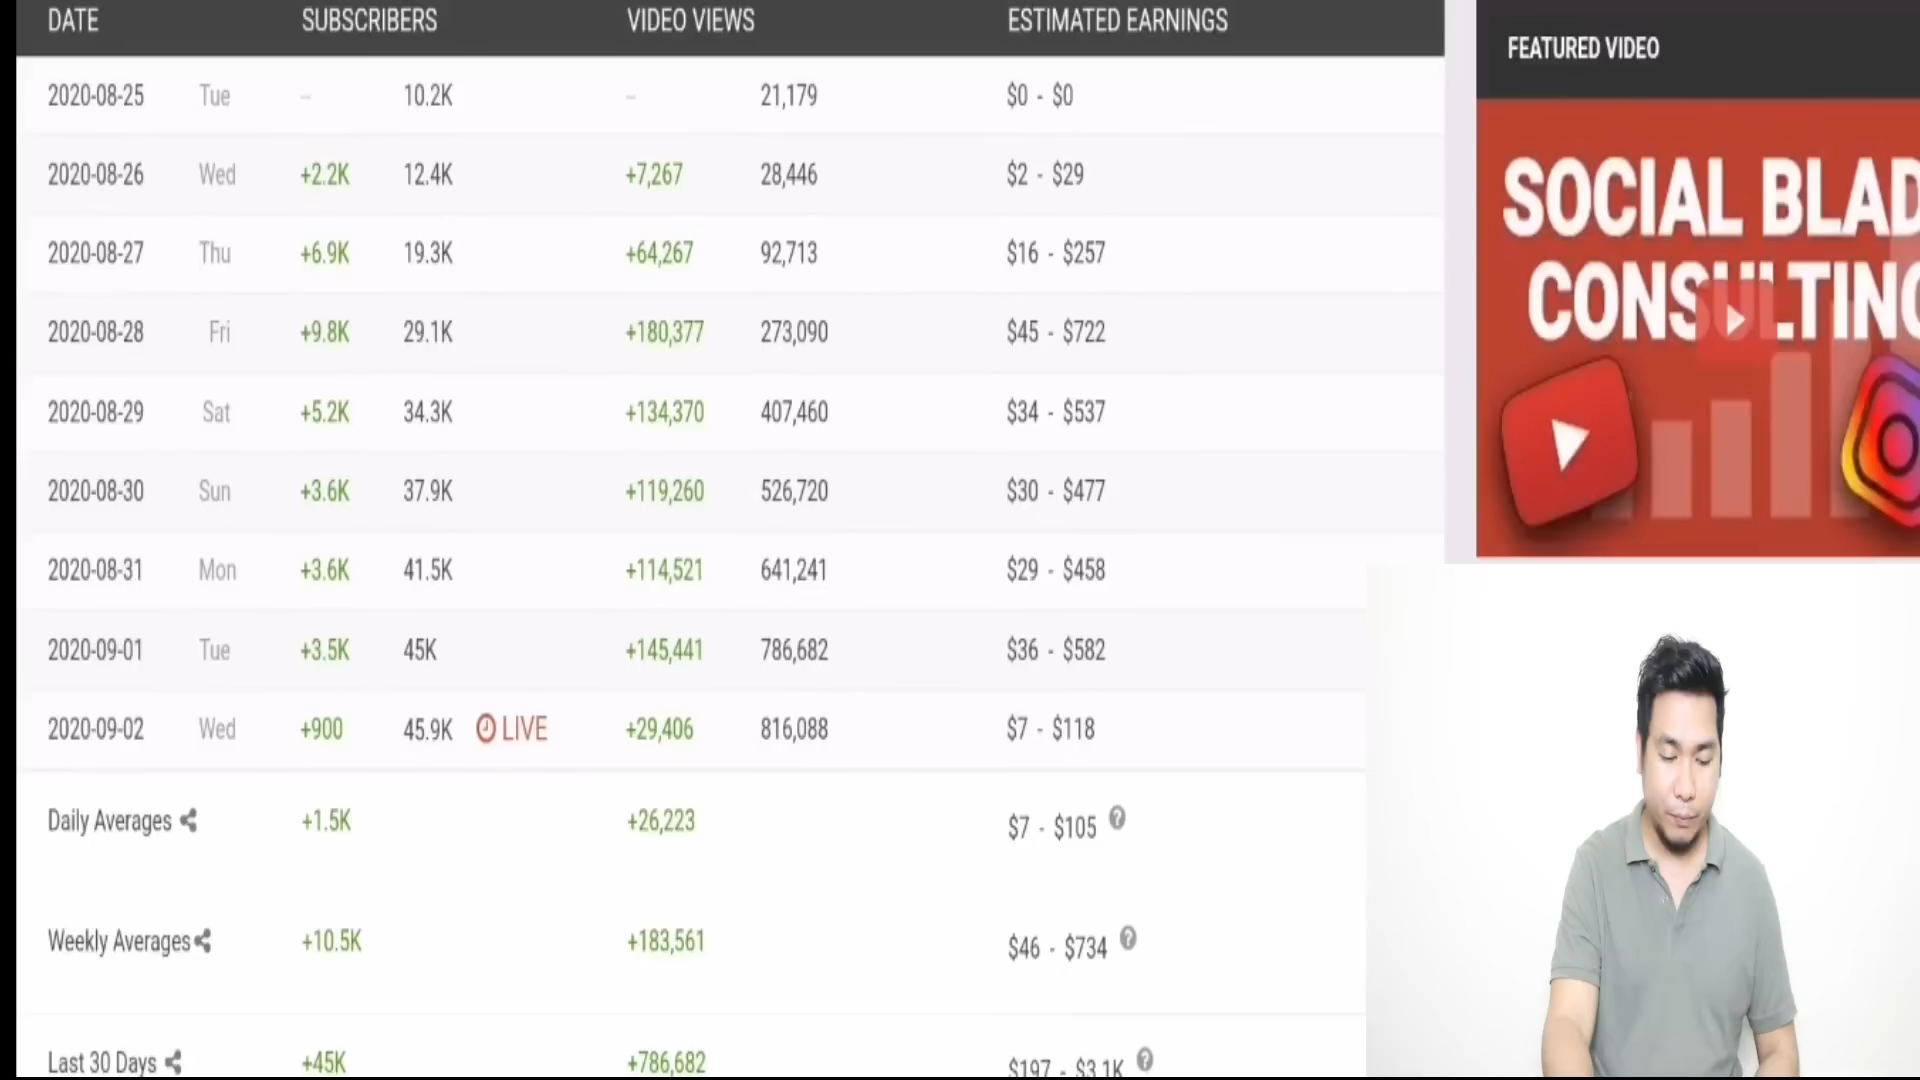 DATE SUBSCRIBERS VIDEO VIEWS ESTIMATED EARNINGS
2020-08-25 Tue – 10.2K – 21,179 $0 - $0
2020-08-26 Wed +2.2K 12.4K +7,267 28,446 $2 - $29
2020-08-27 Thu +6.9K 19.3K +64,267 92,713 $16 - $257
2020-08-28 Fri +9.8K 29.1K +180,377 273,090 $45 - $722
2020-08-29 Sat +5.2K 34.3K +134,370 407,460 $34 - $537
2020-08-30 Sun +3.6K 37.9K +119,260 526,720 $30 - $477
2020-08-31 Mon +3.6K 41.5K +114,521 641,241 $29 - $458
2020-09-01 Tue +3.5K 45K +145,441 786,682 $36 - $582
2020-09-02 Wed +900 45.9K LIVE +29,406 816,088 $7 - $118
Daily Averages +1.5K +26,223 $7 - $105 ?
Weekly Averages +10.5K +183,561 $46 - $734 ?
Last 30 Days +45K +786,682 $197 - $3.1K ?
FEATURED VIDEO
SOCIAL BLAD
CONSULTING